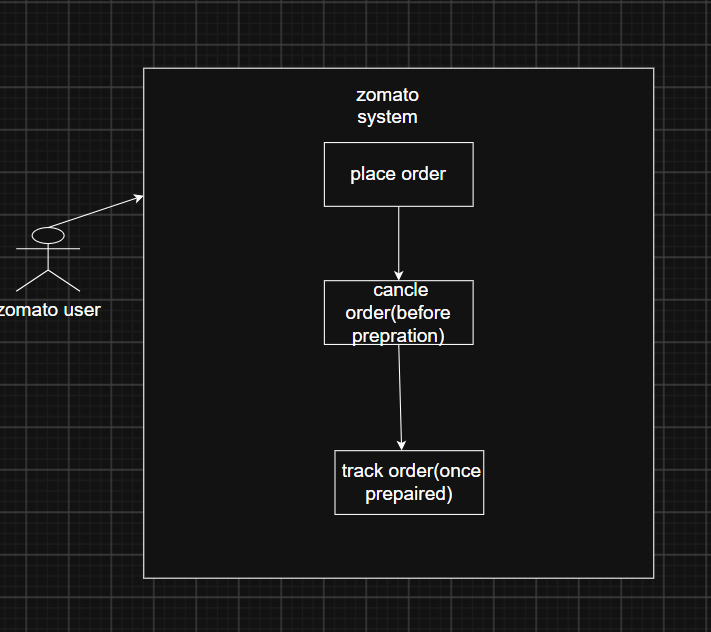 zomato
system
place order
cancle
order(before
prepration)
zomato user
track order(once
prepaired)